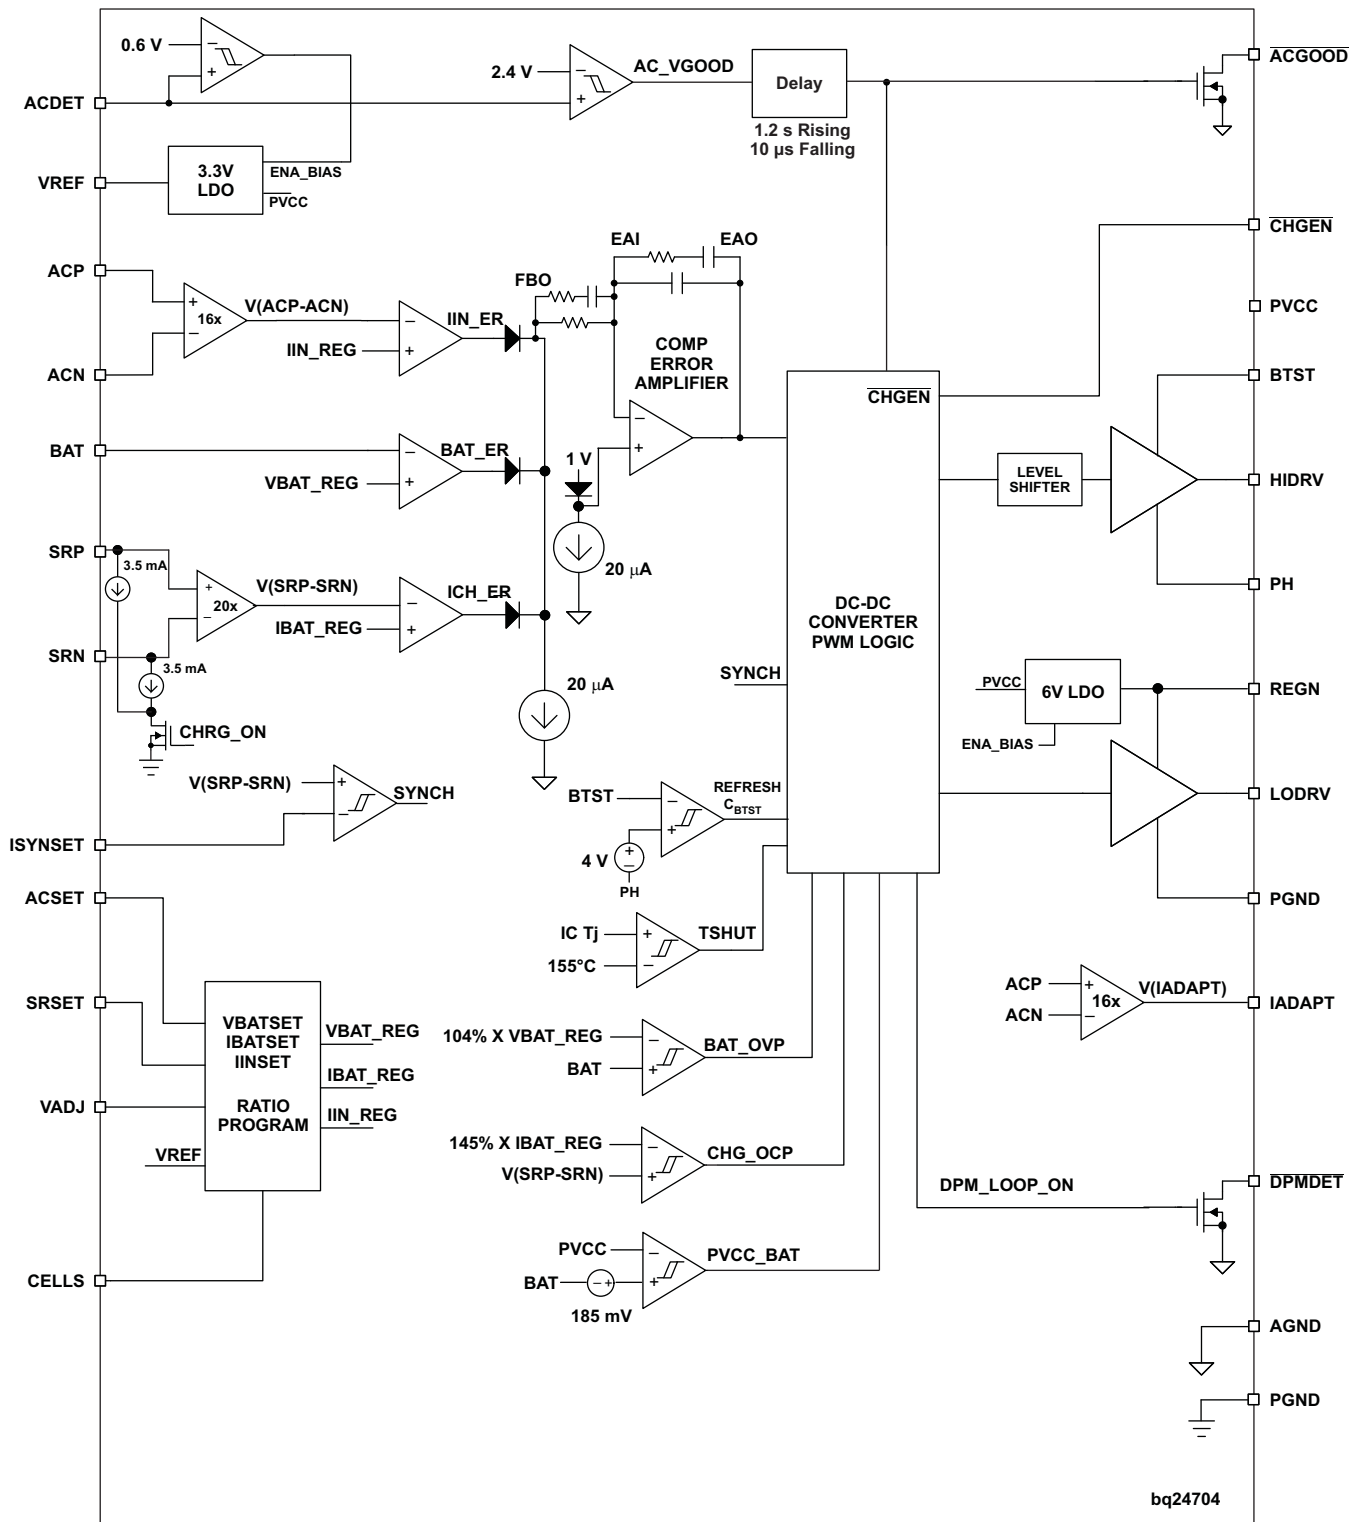 0.6 V
−
+
2.4 V
−
+
AC_VGOOD
Delay
1.2 s Rising
10 µs Falling
ACGOOD
ACDET
3.3V
LDO
ENA_BIAS
PVCC
VREF
CHGEN
EAI
EAO
FBO
ACP
+
16x
−
V(ACP-ACN)
−
IIN_ER
IIN_REG
+
ACN
COMP
ERROR
AMPLIFIER
−
+
PVCC
BTST
CHGEN
BAT
−
BAT_ER
VBAT_REG
+
1 V
20 µA
LEVEL
SHIFTER
HIDRV
PH
SRP
3.5 mA
+
20x
−
V(SRP-SRN)
−
ICH_ER
IBAT_REG
+
SRN
3.5 mA
CHRG_ON
20 µA
DC-DC
CONVERTER
PWM LOGIC
SYNCH
PVCC
6V LDO
ENA_BIAS
REGN
V(SRP-SRN)
+
−
SYNCH
ISYNSET
BTST
−
+
REFRESH
CBTST
4 V
+
−
PH
LODRV
PGND
ACSET
IC Tj
+
155°C
−
TSHUT
ACP
+
ACN
−
16x
V(IADAPT)
IADAPT
SRSET
VBATSET
IBATSET
IINSET
RATIO
PROGRAM
VBAT_REG
IBAT_REG
IIN_REG
VADJ
VREF
CELLS
104% X VBAT_REG
−
BAT
+
BAT_OVP
145% X IBAT_REG
−
V(SRP-SRN)
+
CHG_OCP
DPM_LOOP_ON
DPMDET
PVCC
−
BAT
− +
+
185 mV
PVCC_BAT
AGND
PGND
bq24704